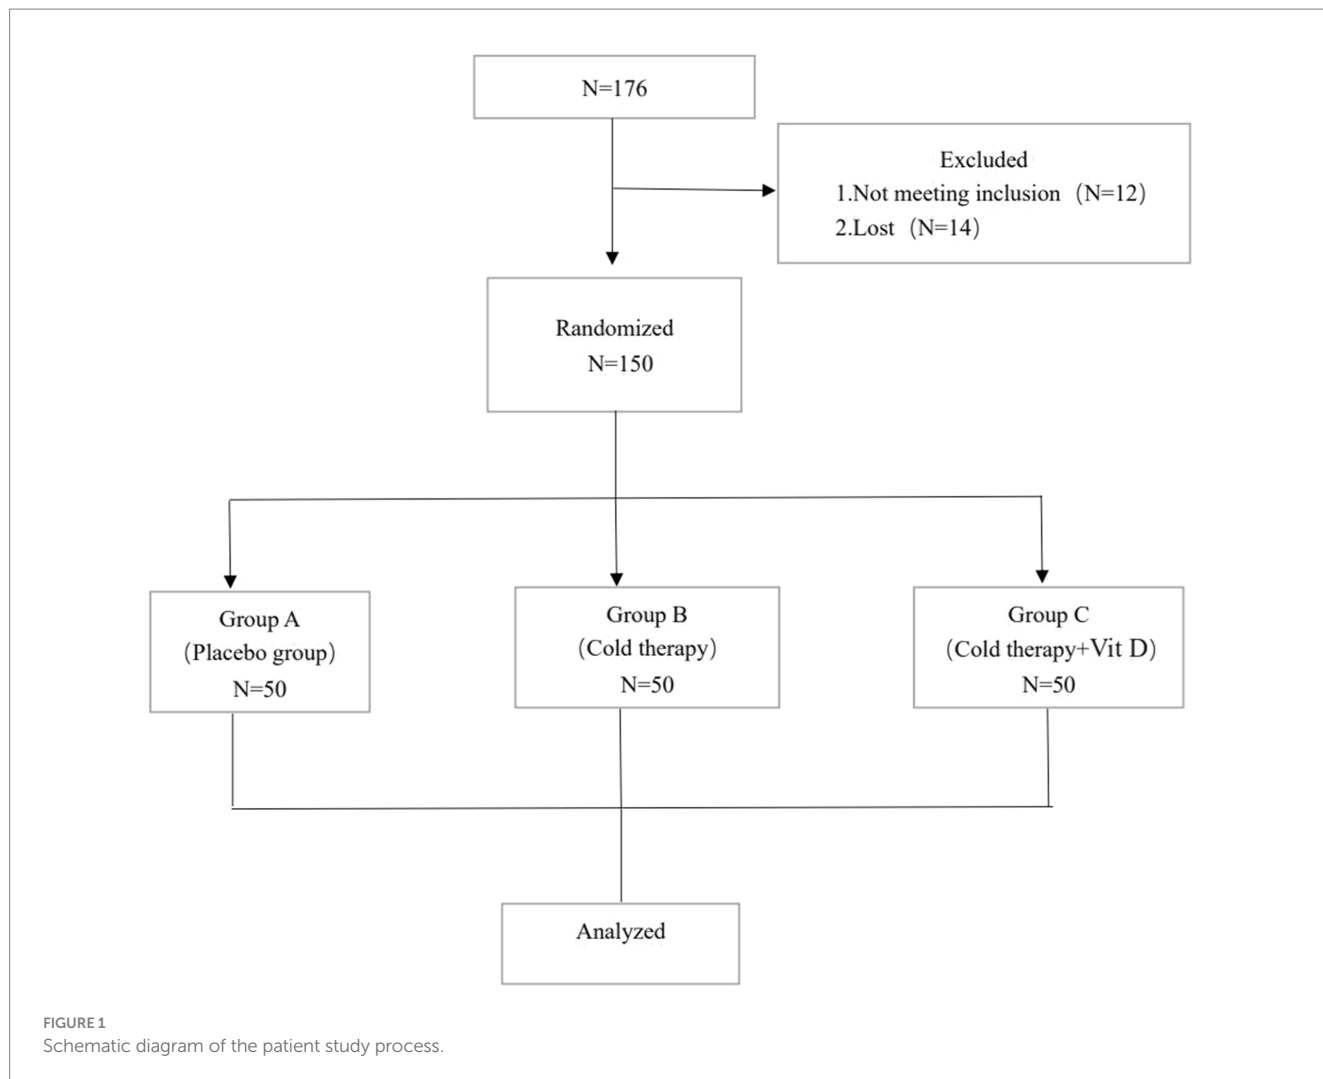 N=176
Excluded
1.Not meeting inclusion (N=12)
2.Lost (N=14)
Randomized
N=150
Group A
(Placebo group)
N=50
Group B
(Cold therapy)
N=50
Group C
(Cold therapy+Vit D)
N=50
Analyzed
FIGURE 1
Schematic diagram of the patient study process.